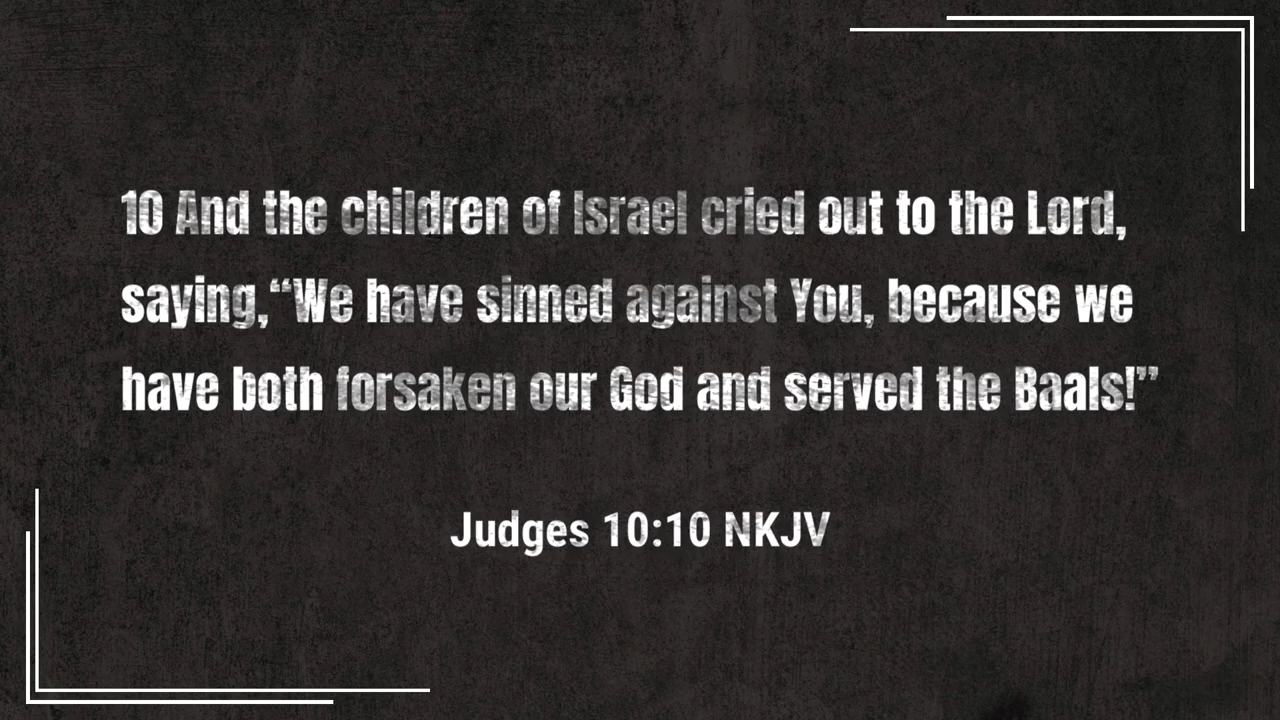 10 And the children of Israel cried out to the Lord,
saying,“We have sinned against You, because we
have both forsaken our God and served the Baals!”
Judges 10:10 NKJV